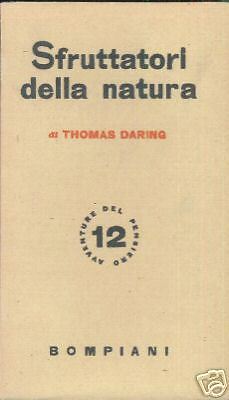 Sfruttatori
della natura
di THOMAS DARING
AVVENTURE DEL PENSIERO
12
BOMPIANI